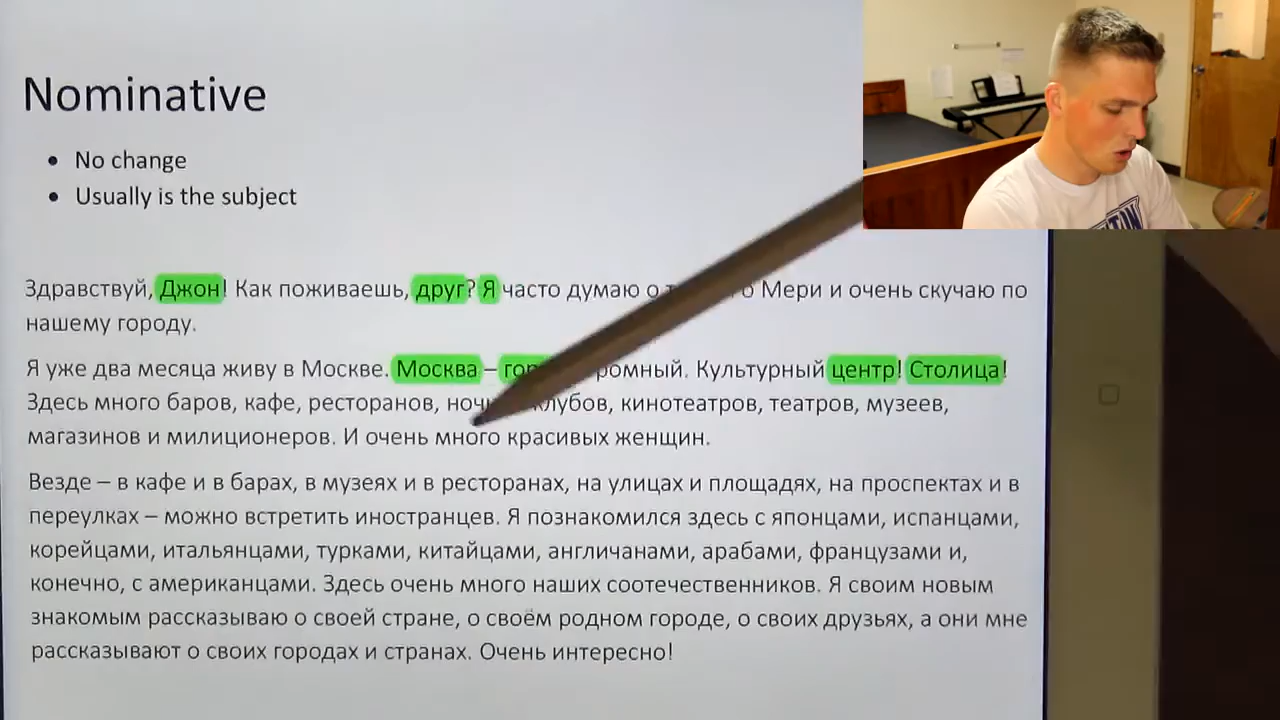 Nominative
• No change
• Usually is the subject
Здравствуй, Джон! Как поживаешь, друг? Я часто думаю о Мери и очень скучаю по
нашему городу.
Я уже два месяца живу в Москве. Москва – Культурный центр! Столица!
Здесь много баров, кафе, ресторанов, кинотеатров, театров, музеев,
магазинов и милиционеров. И очень много красивых женщин.
Везде – в кафе и в барах, в музеях и в ресторанах, на улицах и площадях, на проспектах и в
переулках – можно встретить иностранцев. Я познакомился здесь с японцами, испанцами,
корейцами, итальянцами, турками, китайцами, англичанами, арабами, французами и,
конечно, с американцами. Здесь очень много наших соотечественников. Я своим новым
знакомым рассказываю о своей стране, о своём родном городе, о своих друзьях, а они мне
рассказывают о своих городах и странах. Очень интересно!